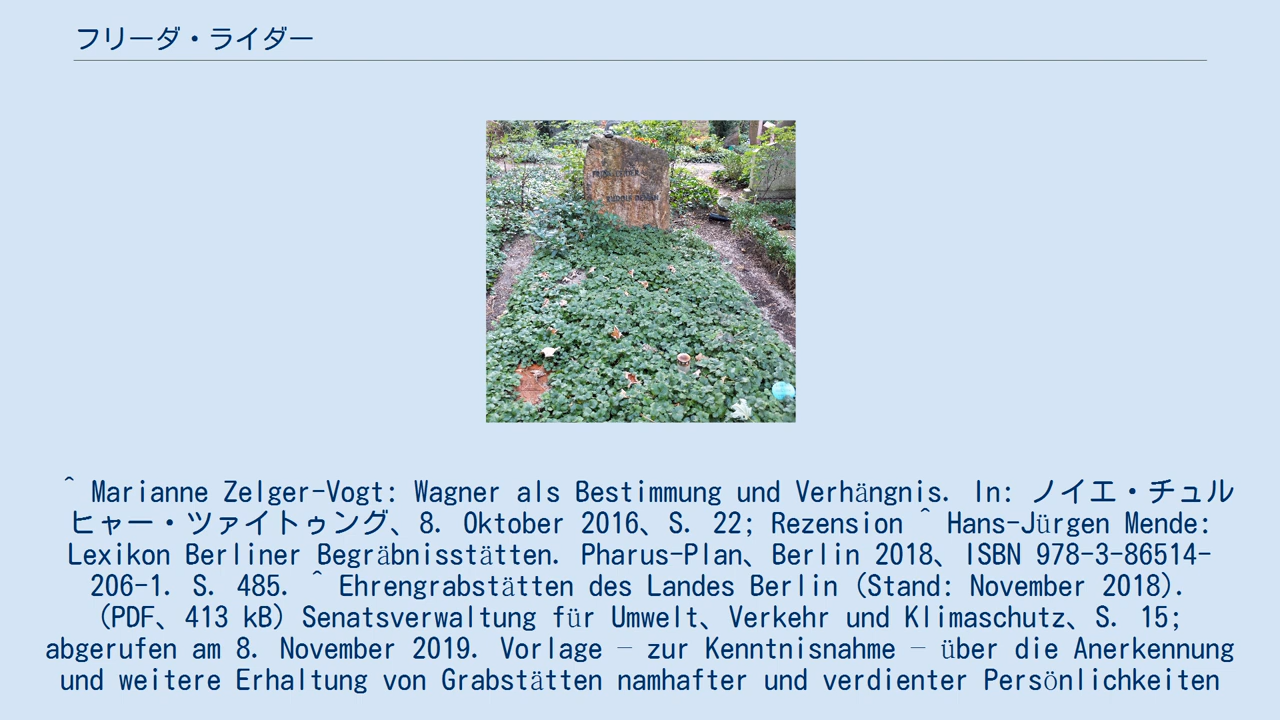 フリーダ・ライダー
RUDOLF DEMAN
^ Marianne Zelger-Vogt: Wagner als Bestimmung und Verhängnis. In: ノイエ・チュル
ヒャー・ツァイトゥング、8. Oktober 2016、S. 22; Rezension ^ Hans-Jürgen Mende:
Lexikon Berliner Begräbnisstätten. Pharus-Plan、Berlin 2018、ISBN 978-3-86514-
206-1. S. 485. ^ Ehrengrabstätten des Landes Berlin (Stand: November 2018).
(PDF、413 kB) Senatsverwaltung für Umwelt、Verkehr und Klimaschutz、S. 15;
abgerufen am 8. November 2019. Vorlage – zur Kenntnisnahme – über die Anerkennung
und weitere Erhaltung von Grabstätten namhafter und verdienter Persönlichkeiten